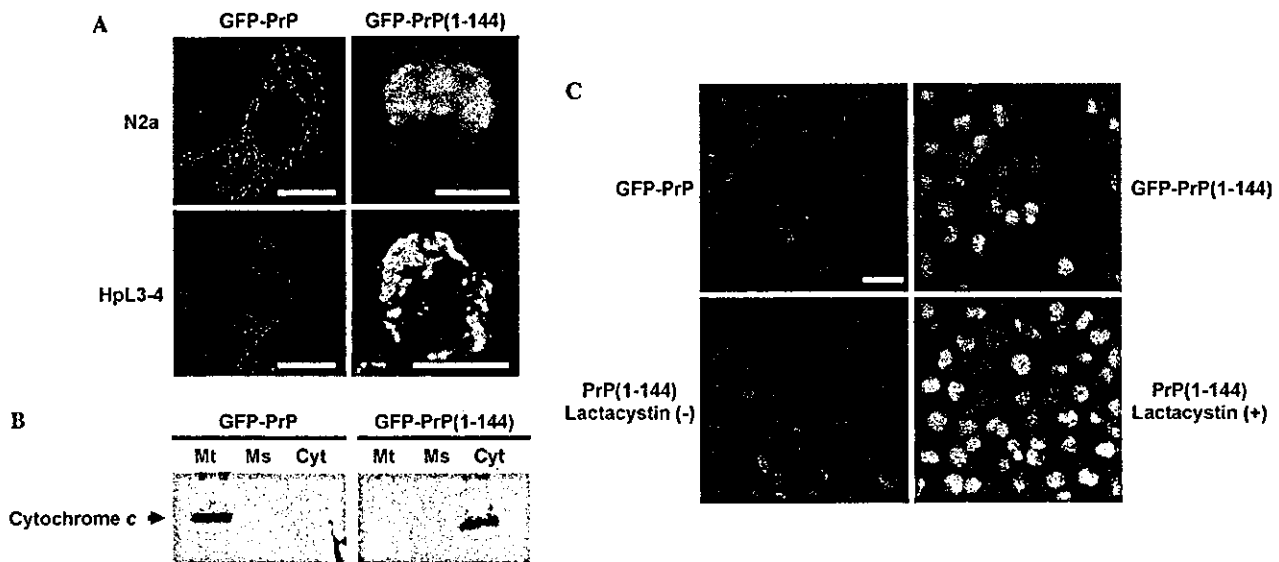 A
GFP-PrP GFP-PrP(1-144)
N2a
HpL3-4
B
GFP-PrP GFP-PrP(1-144)
Mt Ms Cyt Mt Ms Cyt
Cytochrome c
C
GFP-PrP GFP-PrP(1-144)
PrP(1-144) PrP(1-144)
Lactacystin (-) Lactacystin (+)